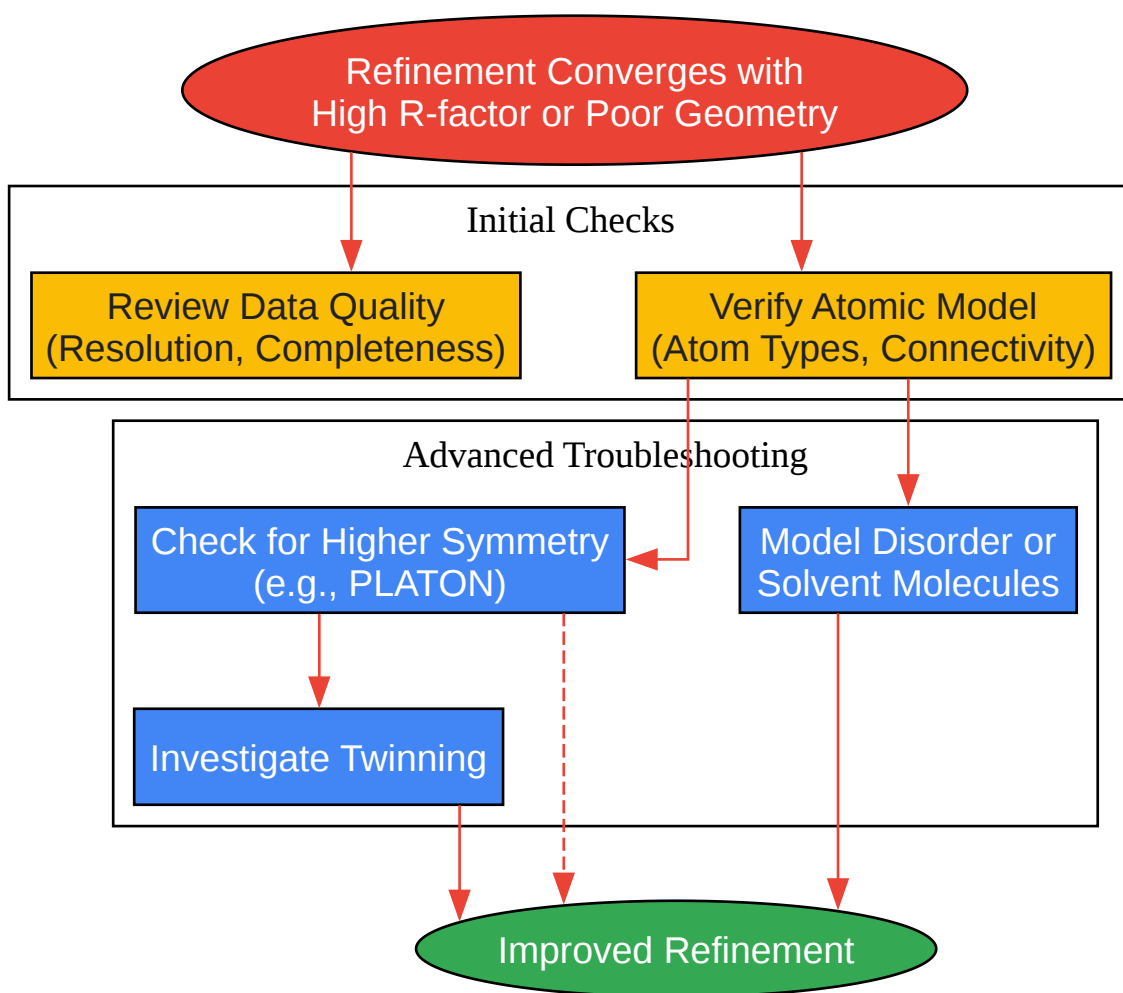 Refinement Converges with
High R-factor or Poor Geometry
Initial Checks
Review Data Quality
(Resolution, Completeness)
Verify Atomic Model
(Atom Types, Connectivity)
Advanced Troubleshooting
Check for Higher Symmetry
(e.g., PLATON)
Model Disorder or
Solvent Molecules
Investigate Twinning
Improved Refinement